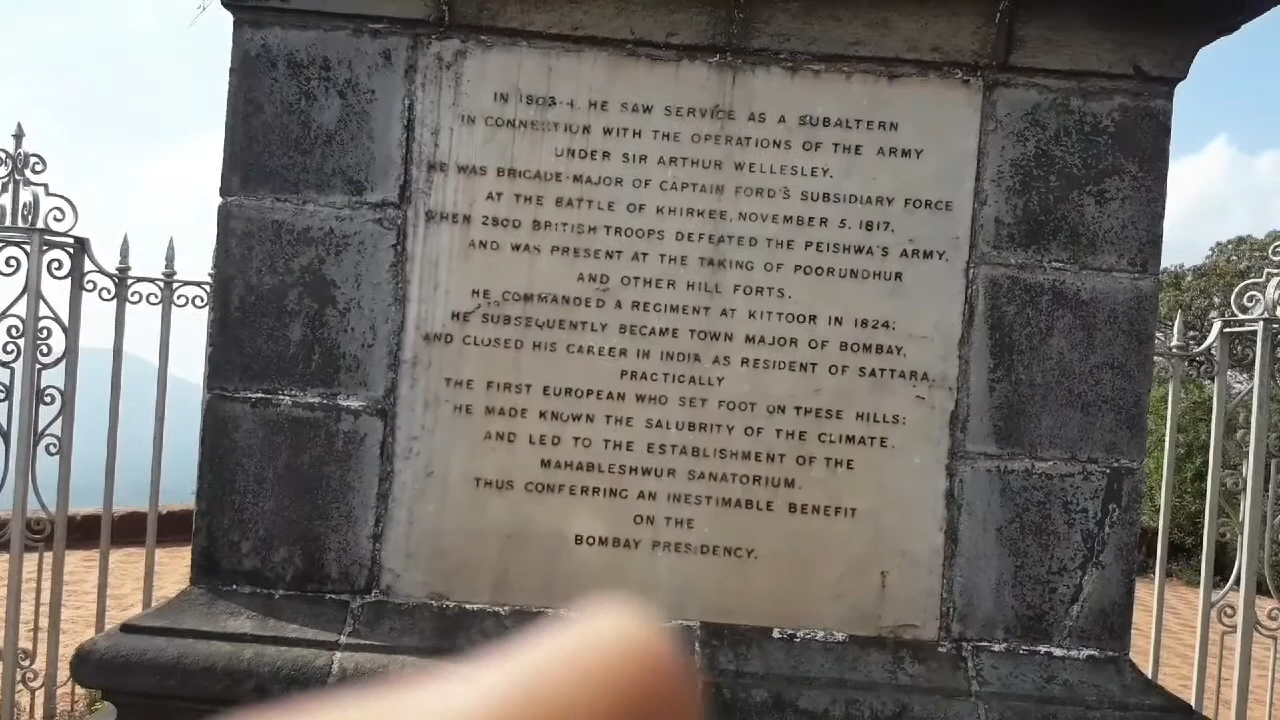 IN 1803-4. HE SAW SERVICE AS A SUBALTERN
IN CONNECTION WITH THE OPERATIONS OF THE ARMY
UNDER SIR ARTHUR WELLESLEY.
HE WAS BRIGADE-MAJOR OF CAPTAIN FORD'S SUBSIDIARY FORCE
AT THE BATTLE OF KHIRKEE, NOVEMBER 5. 1817,
WHEN 2800 BRITISH TROOPS DEFEATED THE PEISHWA'S ARMY,
AND WAS PRESENT AT THE TAKING OF POORUNDHUR
AND OTHER HILL FORTS.
HE COMMANDED A REGIMENT AT KITTOOR IN 1824;
HE SUBSEQUENTLY BECAME TOWN MAJOR OF BOMBAY,
AND CLOSED HIS CAREER IN INDIA AS RESIDENT OF SATTARA.
PRACTICALLY
THE FIRST EUROPEAN WHO SET FOOT ON THESE HILLS:
HE MADE KNOWN THE SALUBRITY OF THE CLIMATE,
AND LED TO THE ESTABLISHMENT OF THE
MAHABLESHWUR SANATORIUM.
THUS CONFERRING AN INESTIMABLE BENEFIT
ON THE
BOMBAY PRESIDENCY.